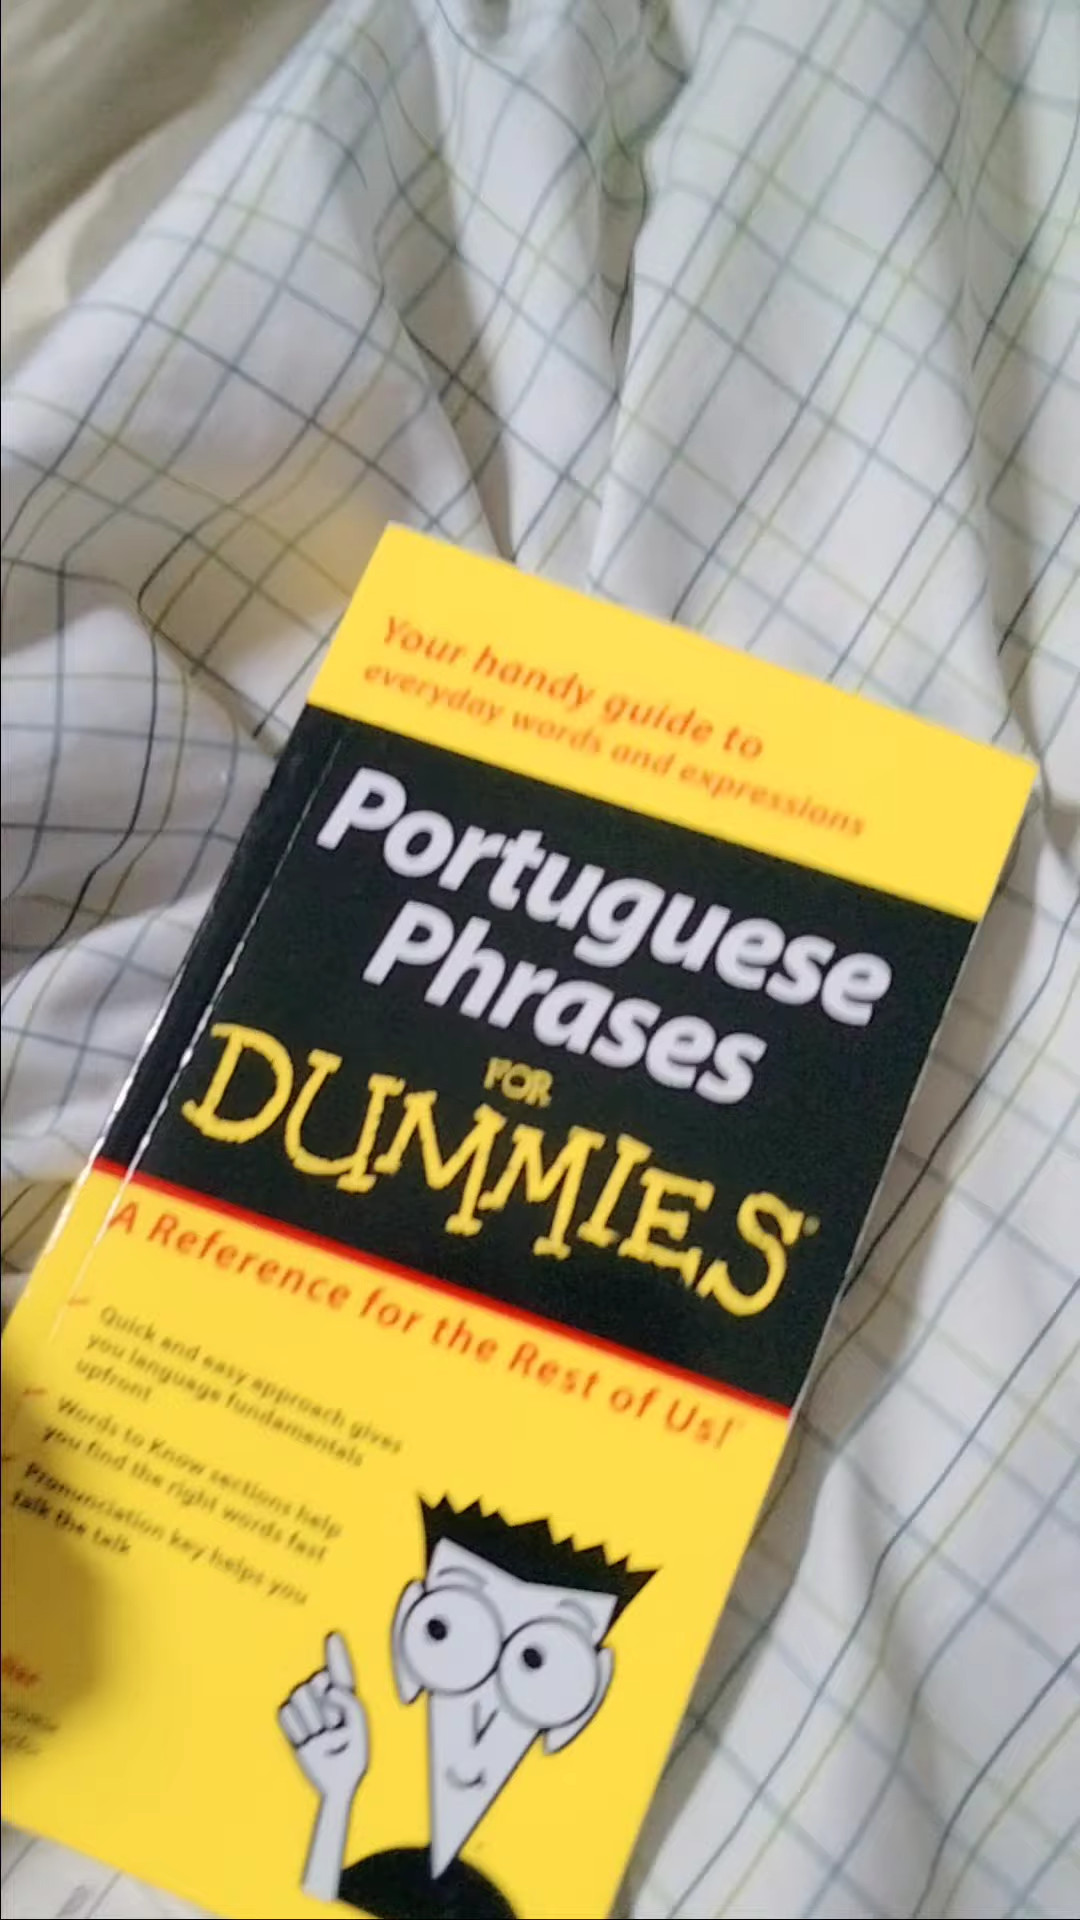 Your handy guide to
everyday words and expressions
Portuguese
Phrases
FOR
DUMMIES®
A Reference for the Rest of Us!
Quick and easy approach gives
you language fundamentals
upfront
Words to Know sections help
you find the right words fast
Pronunciation key helps you
talk the talk